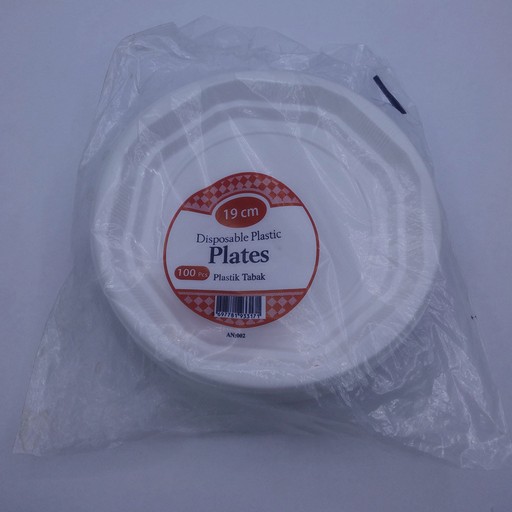 19 cm
Disposable Plastic
Plates
100 Pcs
Plastik Tabak
AN:002